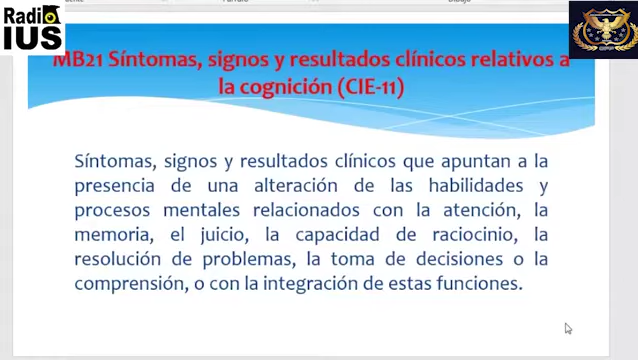 Radi
IUS
MB21 Síntomas, signos y resultados clínicos relativos a
la cognición (CIE-11)
Síntomas, signos y resultados clínicos que apuntan a la
presencia de una alteración de las habilidades y
procesos mentales relacionados con la atención, la
memoria, el juicio, la capacidad de raciocinio, la
resolución de problemas, la toma de decisiones o la
comprensión, o con la integración de estas funciones.